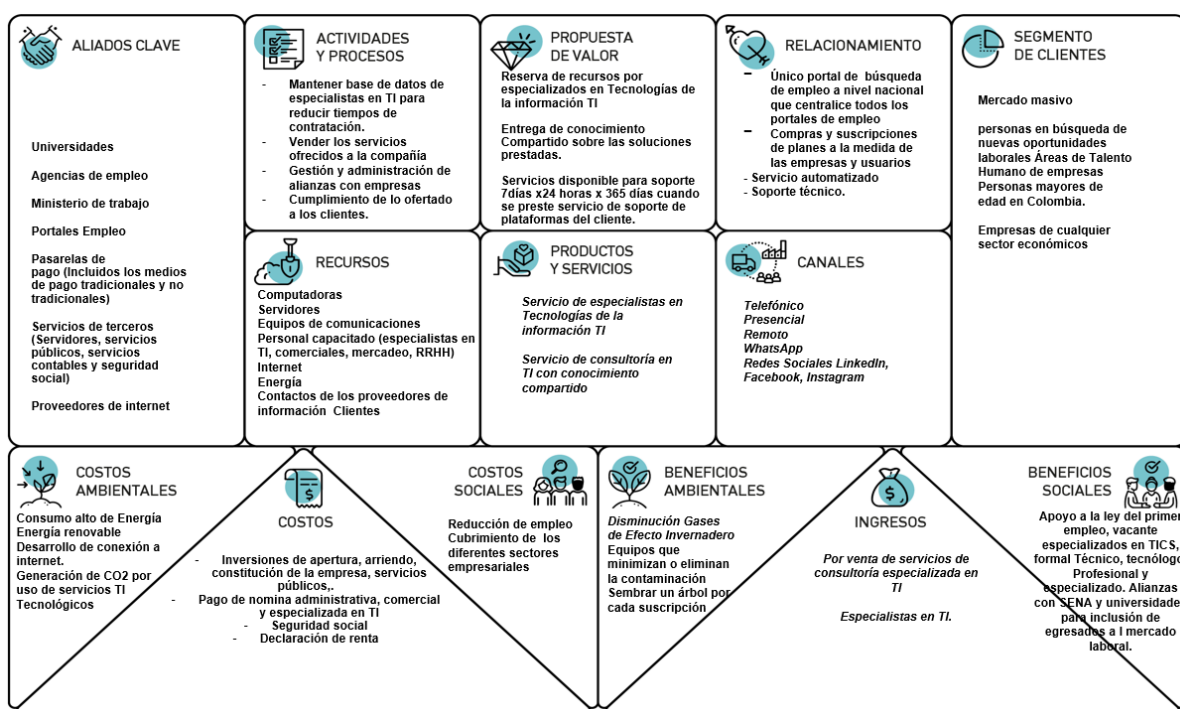 ALIADOS CLAVE
Universidades
Agencias de empleo
Ministerio de trabajo
Portales Empleo
Pasarelas de
pago (Incluidos los medios
de pago tradicionales y no
tradicionales)
Servicios de terceros
(Servidores, servicios
públicos, servicios
contables y seguridad
social)
Proveedores de internet
ACTIVIDADES
Y PROCESOS
- Mantener base de datos de
especialistas en TI para
reducir tiempos de
contratación.
- Vender los servicios
ofrecidos a la compañía
- Gestión y administración de
alianzas con empresas
- Cumplimiento de lo ofertado
a los clientes.
RECURSOS
Computadoras
Servidores
Equipos de comunicaciones
Personal capacitado (especialistas en
TI, comerciales, mercadeo, RRHH)
Internet
Energía
Contactos de los proveedores de
información Clientes
PROPUESTA
DE VALOR
Reserva de recursos por
especializados en Tecnologías de
la información TI
Entrega de conocimiento
Compartido sobre las soluciones
prestadas.
Servicios disponible para soporte
7días x24 horas x 365 días cuando
se preste servicio de soporte de
plataformas del cliente.
PRODUCTOS
Y SERVICIOS
Servicio de especialistas en
Tecnologías de la
información TI
Servicio de consultoría en
TI con conocimiento
compartido
RELACIONAMIENTO
- Único portal de búsqueda
de empleo a nivel nacional
que centralice todos los
portales de empleo
- Compras y suscripciones
de planes a la medida de
las empresas y usuarios
- Servicio automatizado
- Soporte técnico.
CANALES
Telefónico
Presencial
Remoto
WhatsApp
Redes Sociales LinkedIn,
Facebook, Instagram
SEGMENTO
DE CLIENTES
Mercado masivo
personas en búsqueda de
nuevas oportunidades
laborales Áreas de Talento
Humano de empresas
Personas mayores de
edad en Colombia.
Empresas de cualquier
sector económicos
COSTOS
AMBIENTALES
Consumo alto de Energía
Energía renovable
Desarrollo de conexión a
internet.
Generación de CO2 por
uso de servicios TI
Tecnológicos
COSTOS
- Inversiones de apertura, arriendo,
constitución de la empresa, servicios
públicos,.
- Pago de nomina administrativa, comercial
y especializada en TI
- Seguridad social
- Declaración de renta
COSTOS
SOCIALES
Reducción de empleo
Cubrimiento de los
diferentes sectores
empresariales
BENEFICIOS
AMBIENTALES
Disminución Gases
de Efecto Invernadero
Equipos que
minimizan o eliminan
la contaminación
Sembrar un árbol por
cada suscripción
INGRESOS
Por venta de servicios de
consultoría especializada en
TI
Especialistas en TI.
BENEFICIOS
SOCIALES
Apoyo a la ley del primer
empleo, vacante
especializados en TICS,
formal Técnico, tecnólogo
Profesional y
especializado. Alianzas
con SENA y universidade
para inclusión de
egresados a l mercado
laboral.